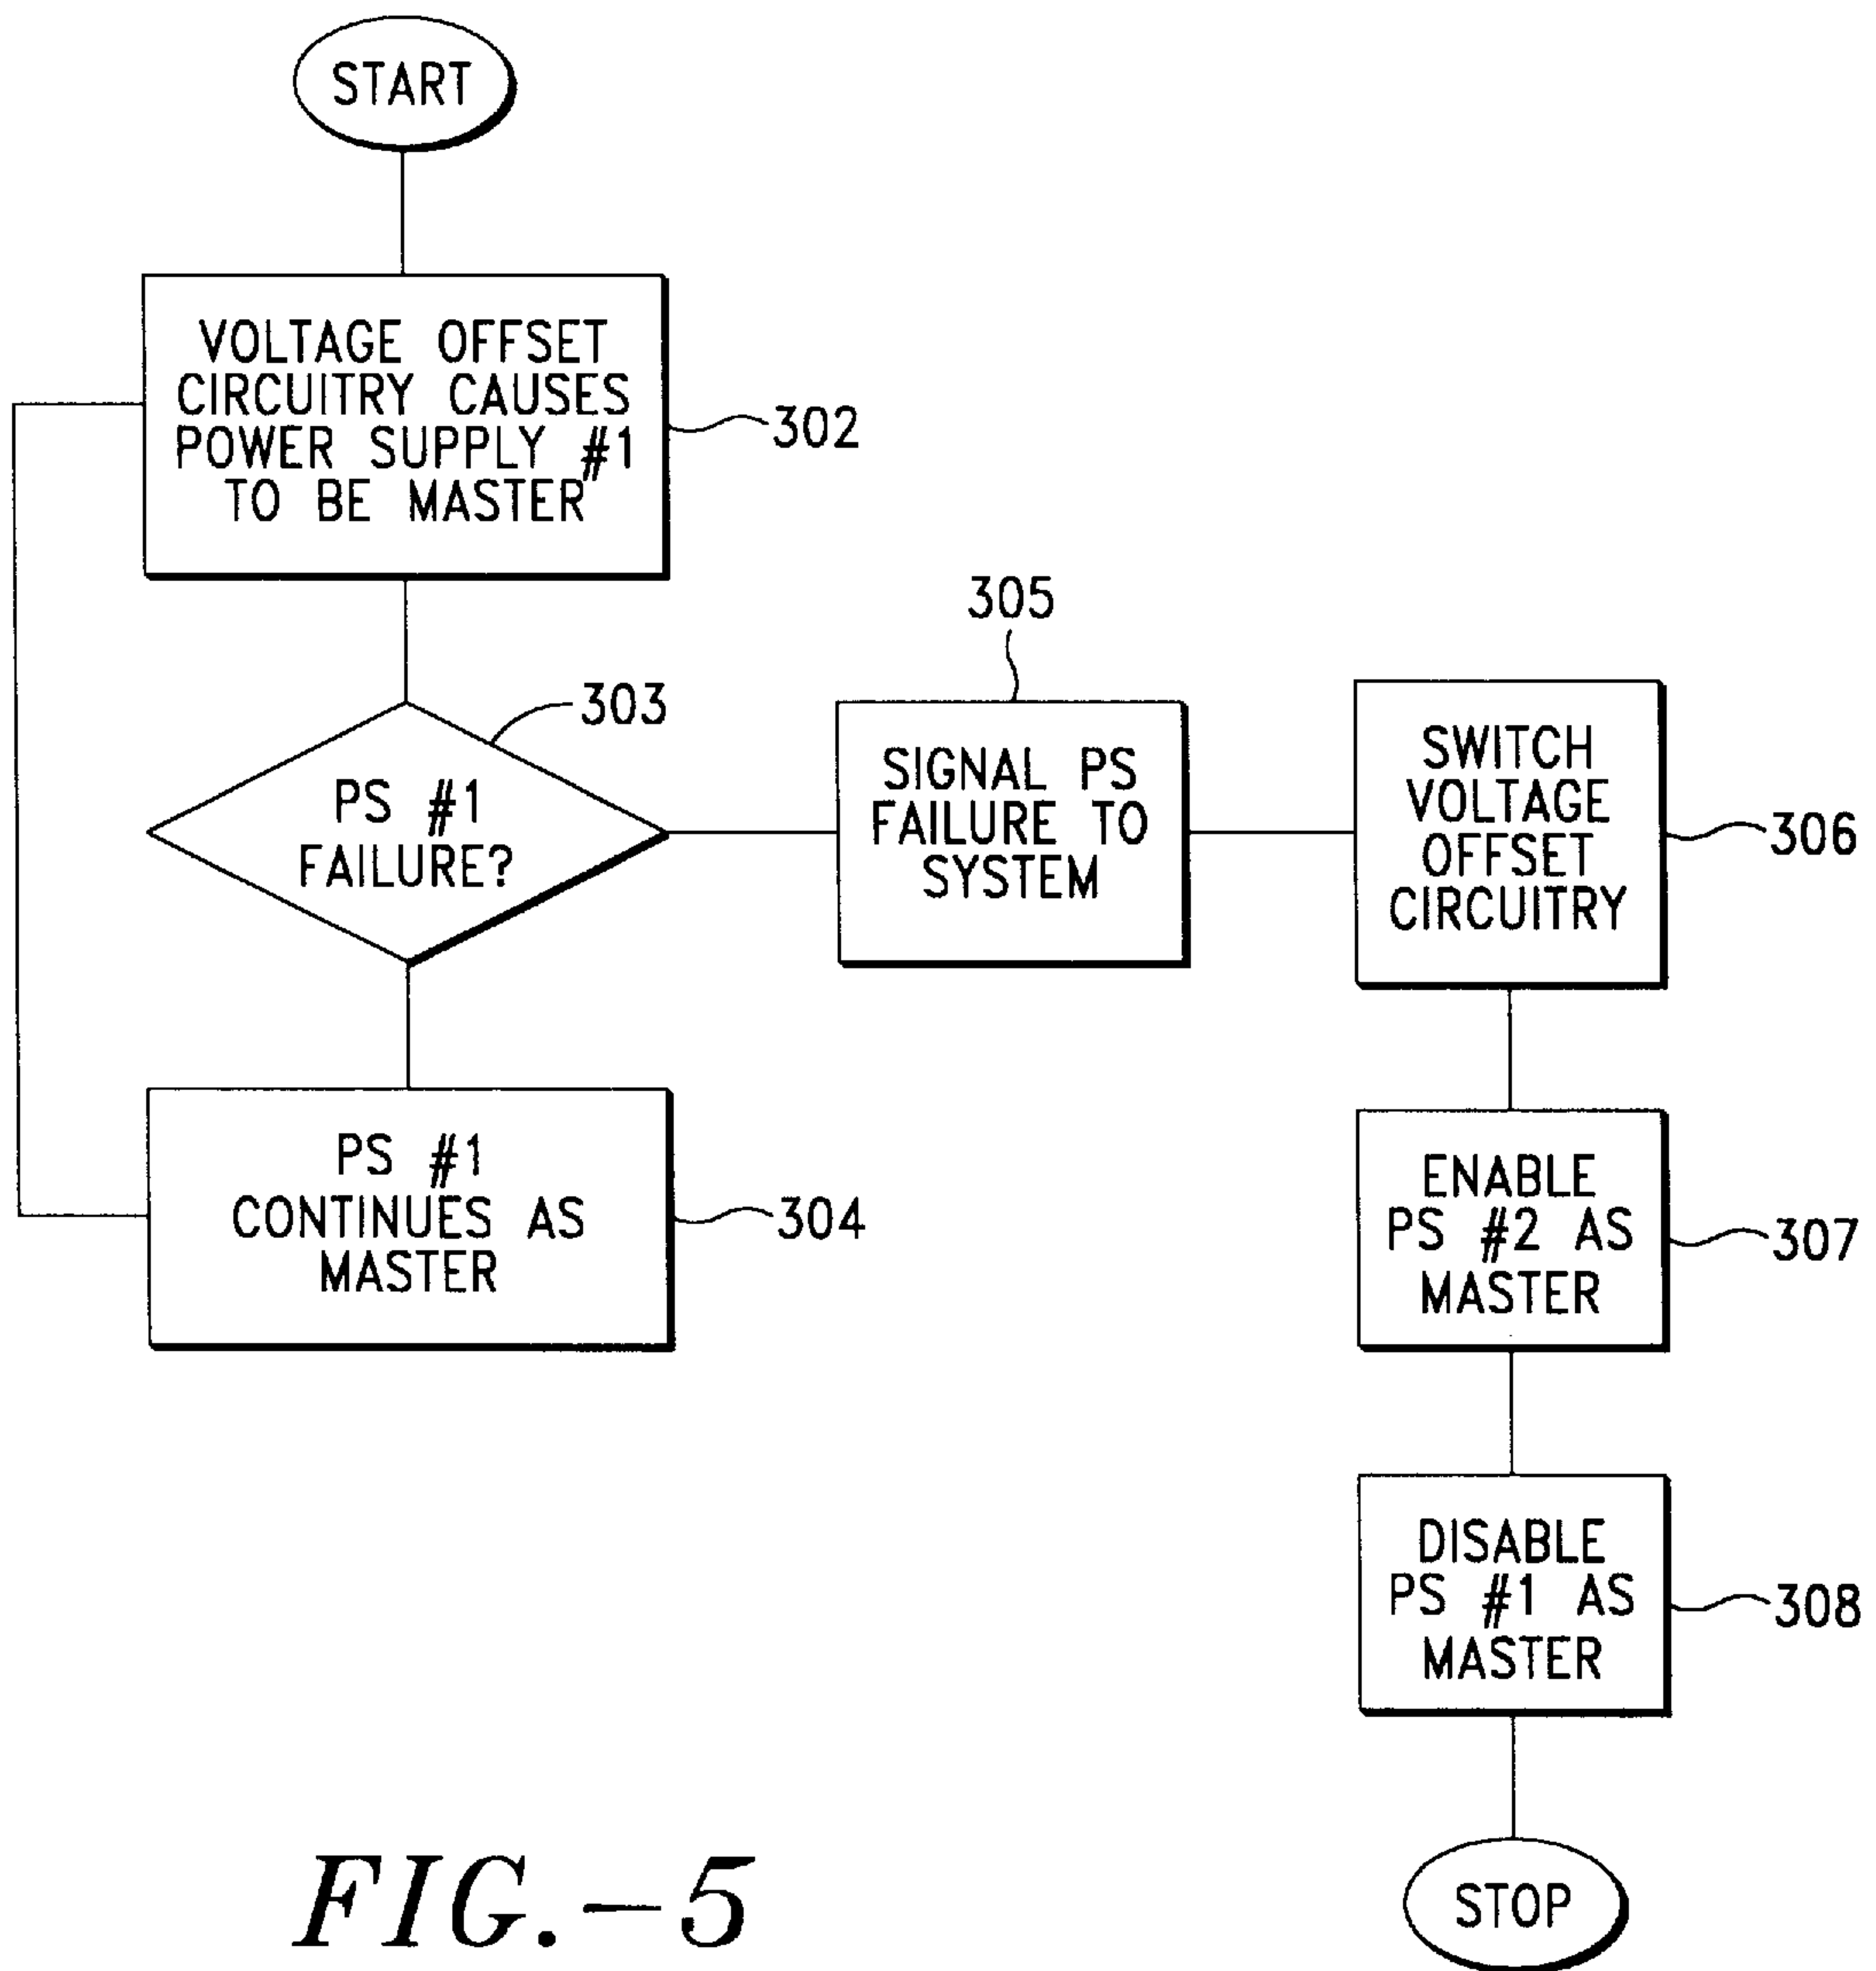 START
VOLTAGE OFFSET
CIRCUITRY CAUSES
POWER SUPPLY #1
TO BE MASTER
302
303
PS #1
FAILURE?
305
SIGNAL PS
FAILURE TO
SYSTEM
SWITCH
VOLTAGE
OFFSET
CIRCUITRY
306
PS #1
CONTINUES AS
MASTER
304
ENABLE
PS #2 AS
MASTER
307
DISABLE
PS #1 AS
MASTER
308
STOP
FIG.-5